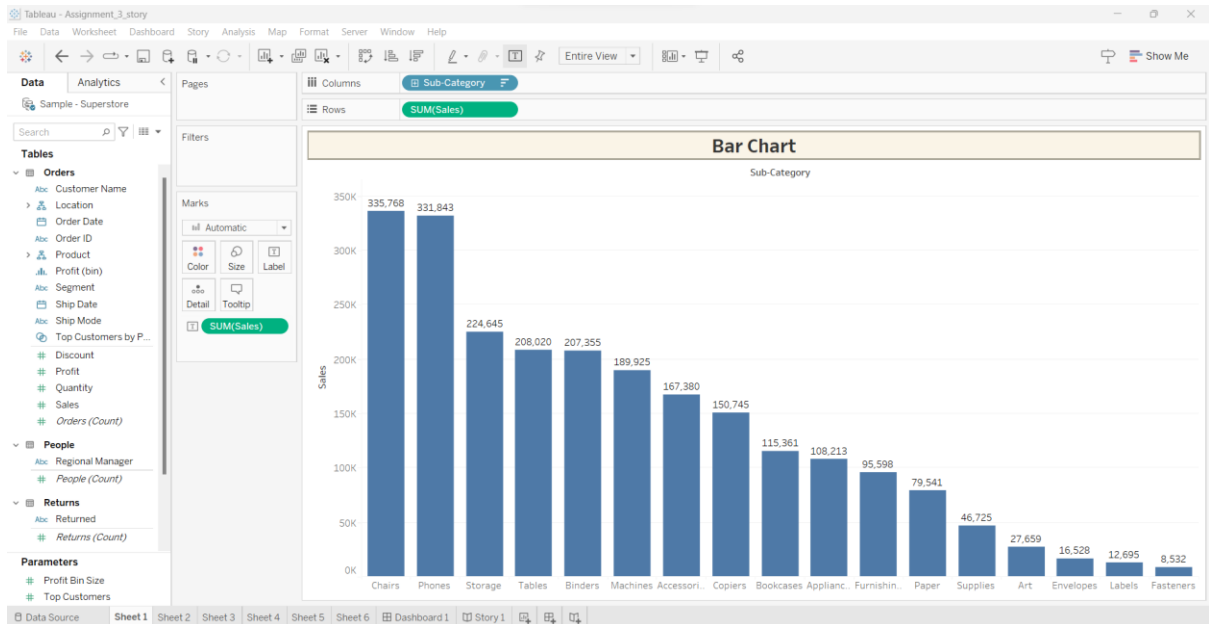 Tableau - Assignment_3_story
File Data Worksheet Dashboard Story Analysis Map Format Server Window Help
Entire View
Show Me
Data Analytics
Sample - Superstore
Search
Tables
Orders
Abc Customer Name
Location
Order Date
Abc Order ID
Product
Profit (bin)
Abc Segment
Ship Date
Abc Ship Mode
Top Customers by P...
# Discount
# Profit
# Quantity
# Sales
# Orders (Count)
People
Abc Regional Manager
# People (Count)
Returns
Abc Returned
# Returns (Count)
Parameters
# Profit Bin Size
# Top Customers
Pages
Filters
Marks
Automatic
Color Size Label
Detail Tooltip
T SUM(Sales)
Columns Sub-Category
Rows SUM(Sales)
Bar Chart
Sub-Category
Sales
350K
300K
250K
200K
150K
100K
50K
0K
335,768
331,843
224,645
208,020
207,355
189,925
167,380
150,745
115,361
108,213
95,598
79,541
46,725
27,659
16,528
12,695
8,532
Chairs Phones Storage Tables Binders Machines Accessori.. Copiers Bookcases Applianc.. Furnishin.. Paper Supplies Art Envelopes Labels Fasteners
Data Source Sheet 1 Sheet 2 Sheet 3 Sheet 4 Sheet 5 Sheet 6 Dashboard 1 Story 1